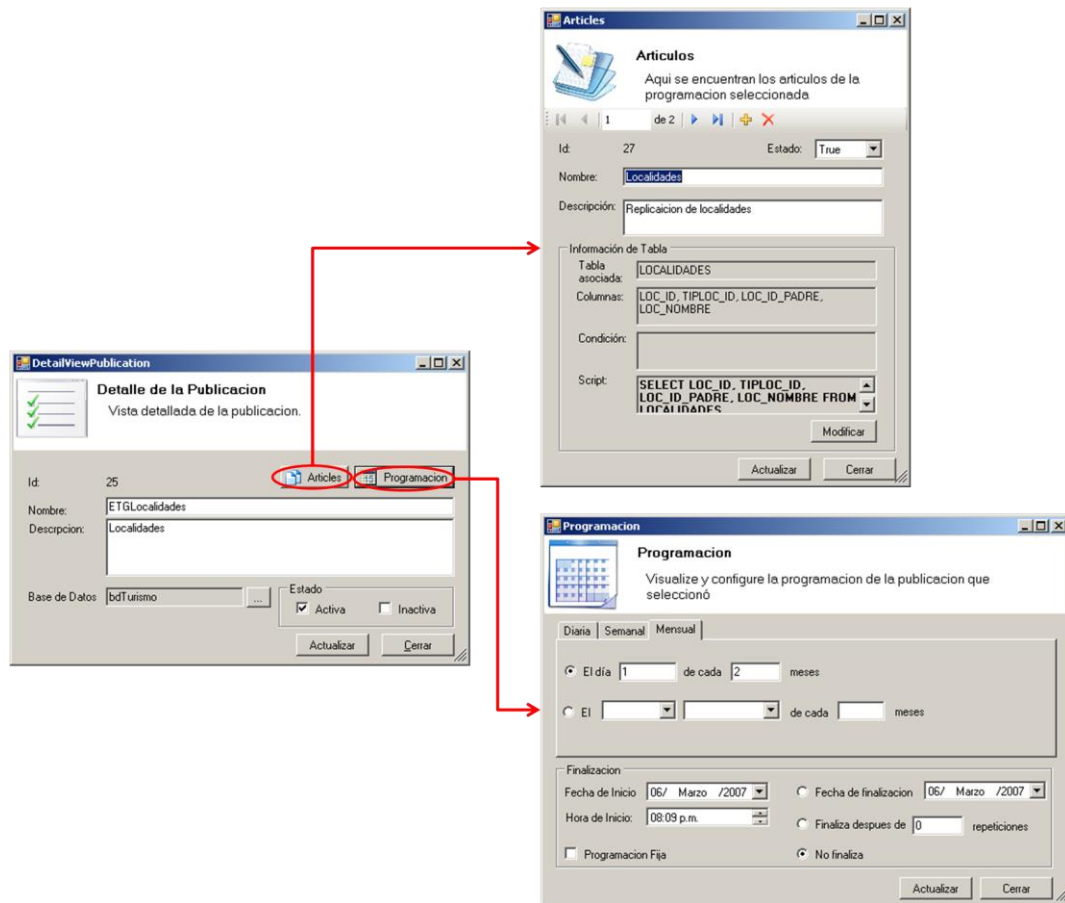 Articles
Articulos
Aqui se encuentran los articulos de la
programacion seleccionada
1 de 2
Id: 27 Estado: True
Nombre: Localidades
Descripción: Replicaicion de localidades
Información de Tabla
Tabla
asociada: LOCALIDADES
Columnas: LOC_ID, TIPLOC_ID, LOC_ID_PADRE,
LOC_NOMBRE
Condición:
Script: SELECT LOC_ID, TIPLOC_ID,
LOC_ID_PADRE, LOC_NOMBRE FROM
LOCALIDADES
Modificar
Actualizar Cerrar
DetailViewPublication
Detalle de la Publicacion
Vista detallada de la publicacion.
Articles Programacion
Id: 25
Nombre: ETGLocalidades
Descrpcion: Localidades
Base de Datos bdTurismo ...
Estado
Activa Inactiva
Actualizar Cerrar
Programacion
Programacion
Visualize y configure la programacion de la publicacion que
seleccionó
Diaria Semanal Mensual
El día 1 de cada 2 meses
El de cada meses
Finalizacion
Fecha de Inicio 06/ Marzo /2007 Fecha de finalizacion 06/ Marzo /2007
Hora de Inicio: 08:09 p.m. Finaliza despues de 0 repeticiones
Programacion Fija No finaliza
Actualizar Cerrar